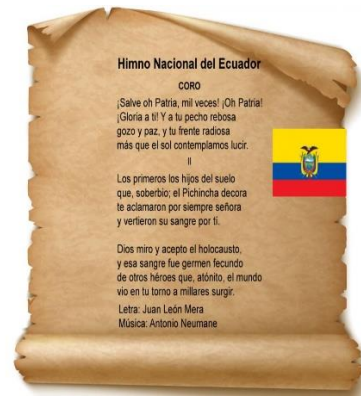 Himno Nacional del Ecuador
CORO
¡Salve oh Patria, mil veces! ¡Oh Patria!
¡Gloria a ti! Y a tu pecho rebosa
gozo y paz, y tu frente radiosa
más que el sol contemplamos lucir.
II
Los primeros los hijos del suelo
que, soberbio; el Pichincha decora
te aclamaron por siempre señora
y vertieron su sangre por ti.
Dios miro y acepto el holocausto,
y esa sangre fue germen fecundo
de otros héroes que, atónito, el mundo
vio en tu torno a millares surgir.
Letra: Juan León Mera
Música: Antonio Neumane